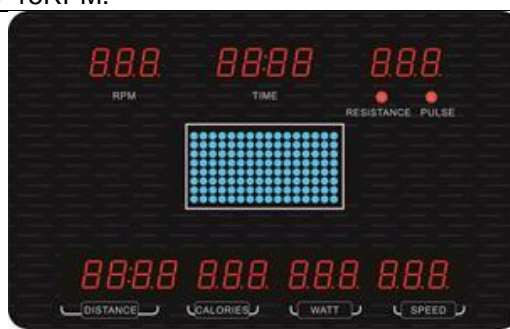 8.8.8. 88:88 8.8.8.
RPM TIME
RESISTANCE PULSE
88:8.8 8.8.8. 8.8.8. 8.8.8.
DISTANCE CALORIES WATT SPEED